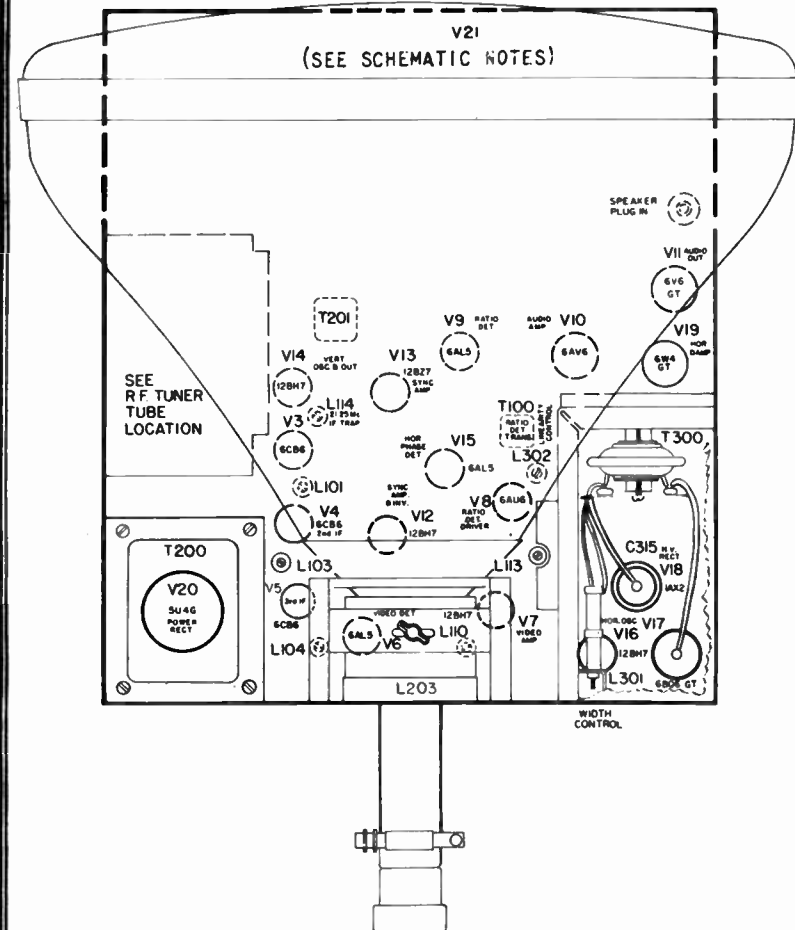 V21
(SEE SCHEMATIC NOTES)
SPEAKER
PLUG IN
V11 AUDIO
OUT
6V6
GT
V9 RATIO
DET
6AL5
AUDIO
AMP
V10
6AV6
V19
HOR
DAMP
6W4
GT
T201
V14
VERT
OSC & OUT
12BH7
V13
12BZ7
SYNC
AMP
SEE
R.F. TUNER
TUBE
LOCATION
L114
21.25 Mc
IF TRAP
V3
6CB6
T100
RATIO
DET
TRANS
LINEARITY
CONTROL
HOR
PHASE
DET
V15
6AL5
L302
T300
L101
V4
6CB6
2nd IF
SYNC
AMP
& INV.
V12
12BH7
V8
RATIO
DET.
DRIVER
6AU6
T200
V20
5U4G
POWER
RECT
L103
L113
C315 H.V.
RECT
V18
1AX2
V5
3rd IF
6CB6
VIDEO DET
6AL5
V6
L110
12BH7
V7
VIDEO
AMP
L104
HOR. OSC
V16
12BH7
V17
6BQ6 GT
L301
L203
WIDTH
CONTROL